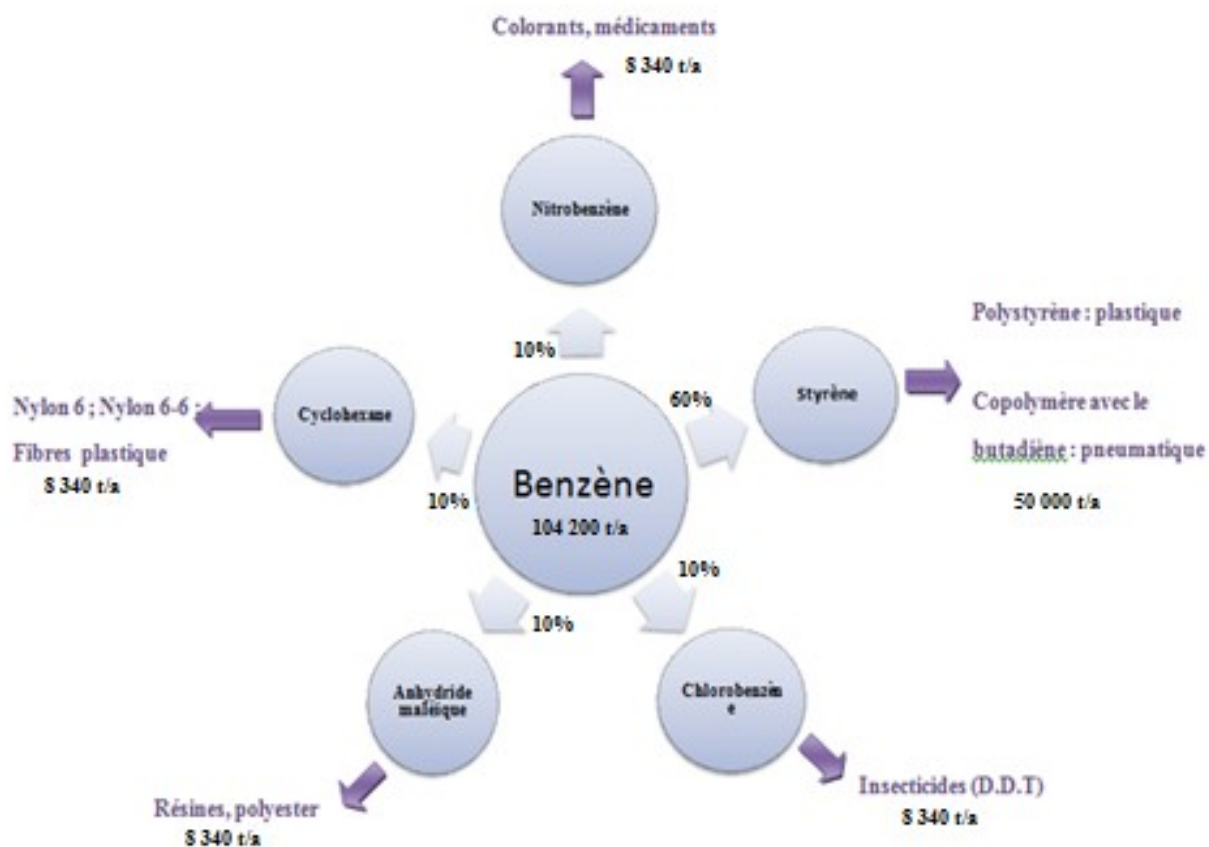 Colorants, médicaments
8 340 t/a
Nitrobenzène
10%
Polystyrène : plastique
60%
Styrène
Copolymère avec le
butadiène : pneumatique
50 000 t/a
Nylon 6 ; Nylon 6-6 :
Fibres plastique
8 340 t/a
Cyclohexane
10%
Benzène
104 200 t/a
10%
10%
Anhydride
maléique
Chlorobenzèn
e
Résines, polyester
8 340 t/a
Insecticides (D.D.T)
8 340 t/a